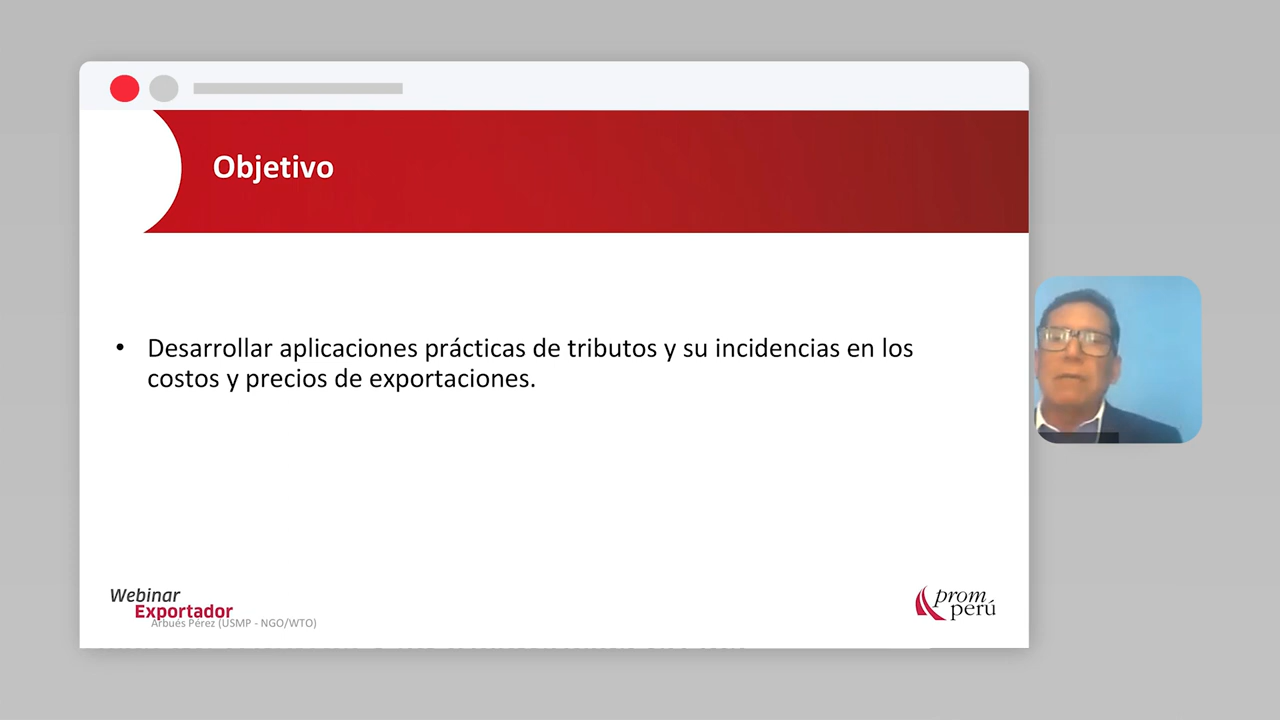 Objetivo
• Desarrollar aplicaciones prácticas de tributos y su incidencias en los
costos y precios de exportaciones.
Webinar
Exportador
Arbués Pérez (USMP - NGO/WTO)
prom
perú